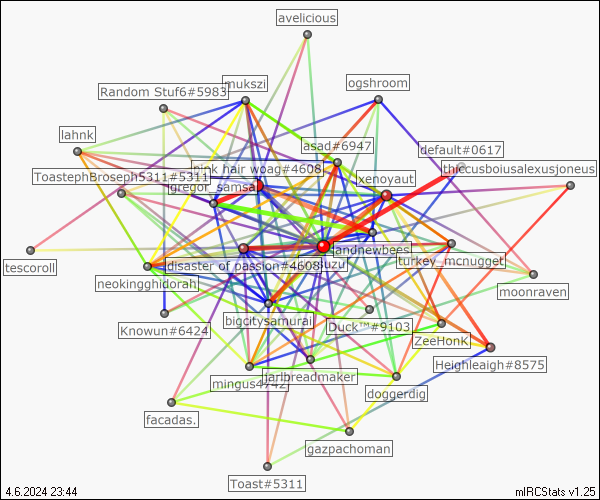 avelicious
mukszi
ogshroom
Random Stuf6#5983
lahnk
asad#6947
default#0617
pink hair woag#4608
thiccusboiusalexusjoneus
ToastephBroseph5311#5311
xenoyaut
gregor_samsa
landnewbees
tescoroll
disaster of passion#4608
suzu
turkey_mcnugget
neokingghidorah
moonraven
bigcitysamurai
Knowun#6424
Duck™#9103
ZeeHonK
Heighleaigh#8575
jarlbreadmaker
mingus4742
doggerdig
facadas.
gazpachoman
Toast#5311
4.6.2024 23:44
mIRCStats v1.25